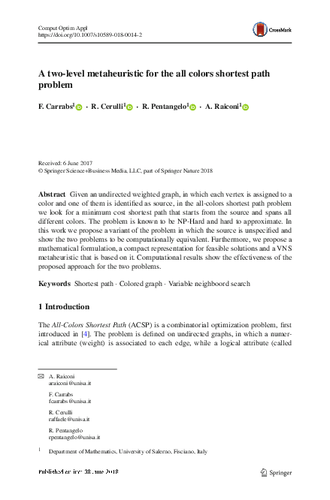 Comput Optim Appl
https://doi.org/10.1007/s10589-018-0014-2
CrossMark
A two-level metaheuristic for the all colors shortest path
problem
F. Carrabs1 · R. Cerulli1 · R. Pentangelo1 · A. Raiconi1
Received: 6 June 2017
© Springer Science+Business Media, LLC, part of Springer Nature 2018
Abstract Given an undirected weighted graph, in which each vertex is assigned to a
color and one of them is identified as source, in the all-colors shortest path problem
we look for a minimum cost shortest path that starts from the source and spans all
different colors. The problem is known to be NP-Hard and hard to approximate. In
this work we propose a variant of the problem in which the source is unspecified and
show the two problems to be computationally equivalent. Furthermore, we propose a
mathematical formulation, a compact representation for feasible solutions and a VNS
metaheuristic that is based on it. Computational results show the effectiveness of the
proposed approach for the two problems.
Keywords Shortest path · Colored graph · Variable neighboord search
1 Introduction
The All-Colors Shortest Path (ACSP) is a combinatorial optimization problem, first
introduced in [4]. The problem is defined on undirected graphs, in which a numer-
ical attribute (weight) is associated to each edge, while a logical attribute (called
A. Raiconi
araiconi@unisa.it
F. Carrabs
fcarrabs@unisa.it
R. Cerulli
raffaele@unisa.it
R. Pentangelo
rpentangelo@unisa.it
1 Department of Mathematics, University of Salerno, Fisciano, Italy
Published online: 28 June 2018
Springer